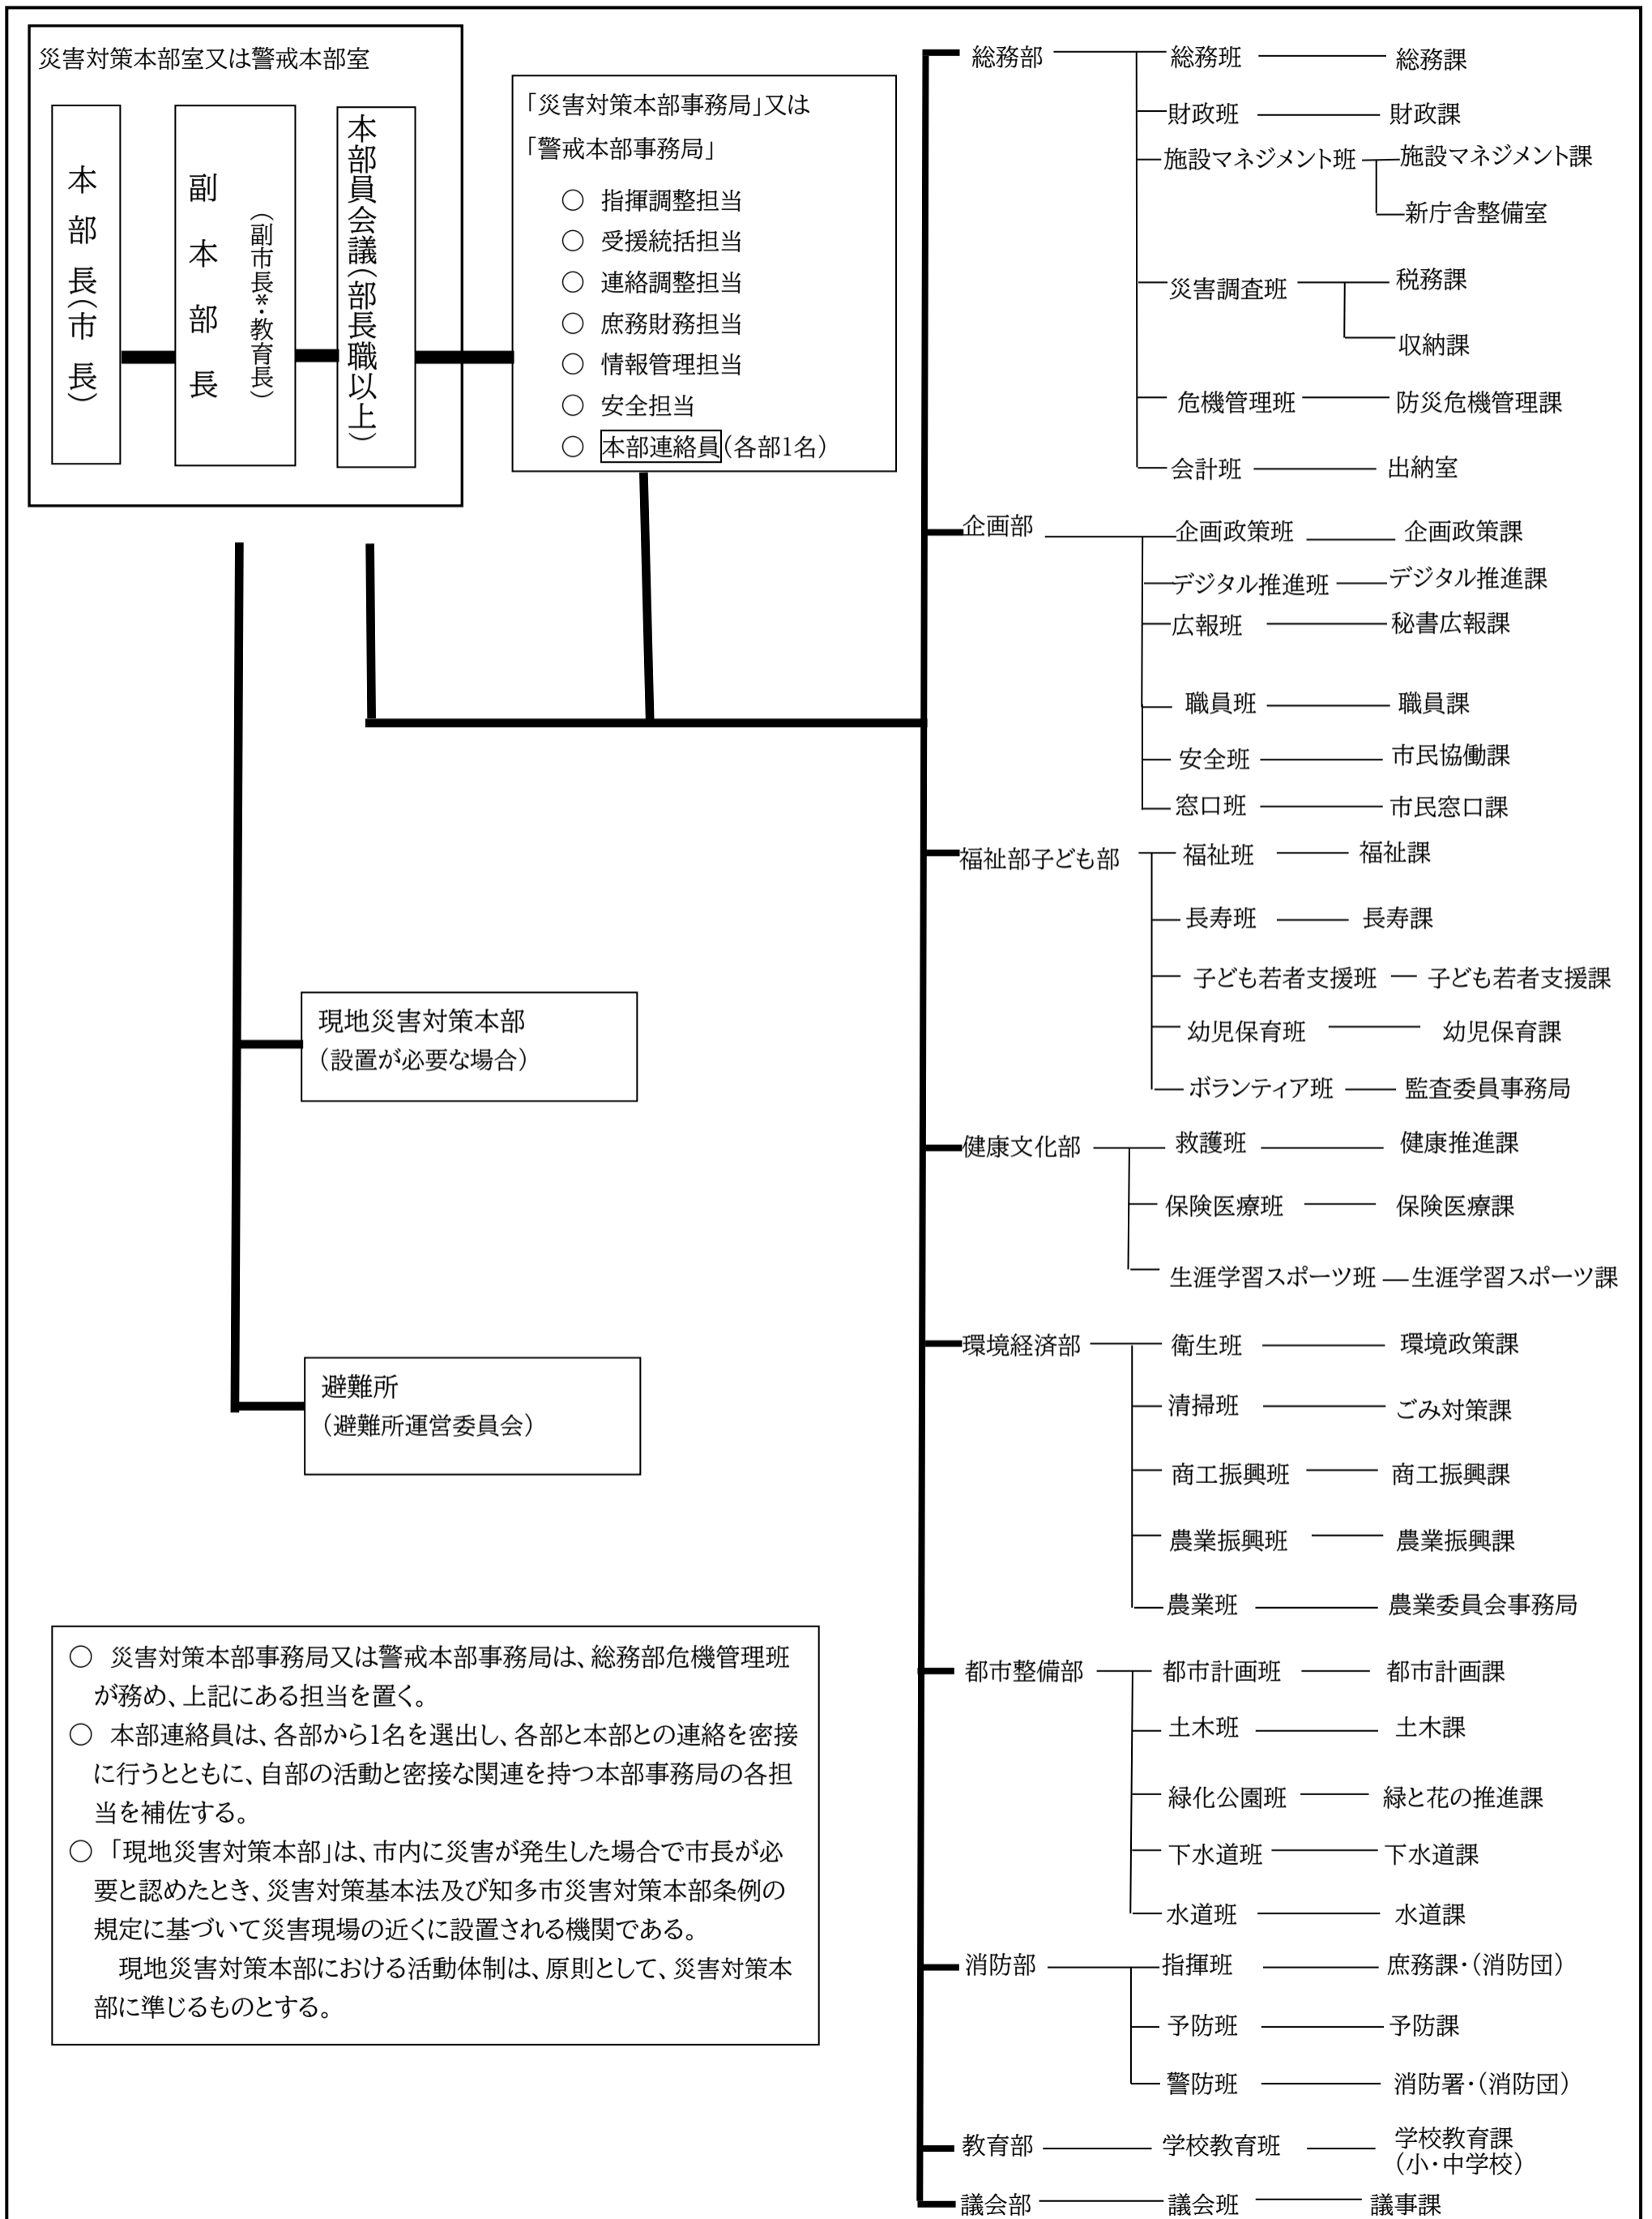 災害対策本部室又は警戒本部室
本部長(市長)
副本部長
(副市長*・教育長)
本部員会議(部長職以上)
「災害対策本部事務局」又は
「警戒本部事務局」
○ 指揮調整担当
○ 受援統括担当
○ 連絡調整担当
○ 庶務財務担当
○ 情報管理担当
○ 安全担当
○ 本部連絡員(各部1名)
現地災害対策本部
(設置が必要な場合)
避難所
(避難所運営委員会)
○ 災害対策本部事務局又は警戒本部事務局は、総務部危機管理班
が務め、上記にある担当を置く。
○ 本部連絡員は、各部から1名を選出し、各部と本部との連絡を密接
に行うとともに、自部の活動と密接な関連を持つ本部事務局の各担
当を補佐する。
○ 「現地災害対策本部」は、市内に災害が発生した場合で市長が必
要と認めたとき、災害対策基本法及び知多市災害対策本部条例の
規定に基づいて災害現場の近くに設置される機関である。
現地災害対策本部における活動体制は、原則として、災害対策本
部に準じるものとする。
総務部 総務班 総務課
財政班 財政課
施設マネジメント班 施設マネジメント課
新庁舎整備室
災害調査班 税務課
収納課
危機管理班 防災危機管理課
会計班 出納室
企画部 企画政策班 企画政策課
デジタル推進班 デジタル推進課
広報班 秘書広報課
職員班 職員課
安全班 市民協働課
窓口班 市民窓口課
福祉部子ども部 福祉班 福祉課
長寿班 長寿課
子ども若者支援班 子ども若者支援課
幼児保育班 幼児保育課
ボランティア班 監査委員事務局
健康文化部 救護班 健康推進課
保険医療班 保険医療課
生涯学習スポーツ班 生涯学習スポーツ課
環境経済部 衛生班 環境政策課
清掃班 ごみ対策課
商工振興班 商工振興課
農業振興班 農業振興課
農業班 農業委員会事務局
都市整備部 都市計画班 都市計画課
土木班 土木課
緑化公園班 緑と花の推進課
下水道班 下水道課
水道班 水道課
消防部 指揮班 庶務課・(消防団)
予防班 予防課
警防班 消防署・(消防団)
教育部 学校教育班 学校教育課
(小・中学校)
議会部 議会班 議事課